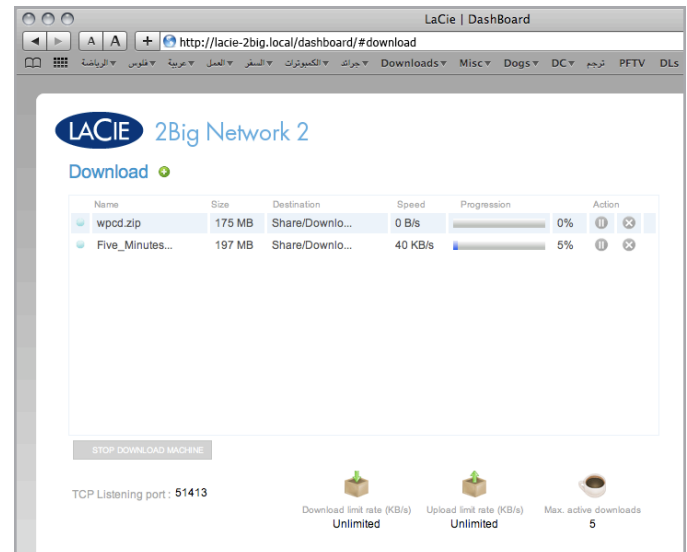 LaCie | DashBoard
A A + http://lacie-2big.local/dashboard/#download
الرياضة ▾ فلوس ▾ عربية ▾ العمل ▾ السفر ▾ الكمبيوترات ▾ جرائد ▾ Downloads ▾ Misc ▾ Dogs ▾ DC ▾ ترجم PFTV DLs
LACIE 2Big Network 2
Download
Name Size Destination Speed Progression Action
wpcd.zip 175 MB Share/Downlo... 0 B/s 0%
Five_Minutes... 197 MB Share/Downlo... 40 KB/s 5%
STOP DOWNLOAD MACHINE
TCP Listening port : 51413
Download limit rate (KB/s) Upload limit rate (KB/s) Max. active downloads
Unlimited Unlimited 5